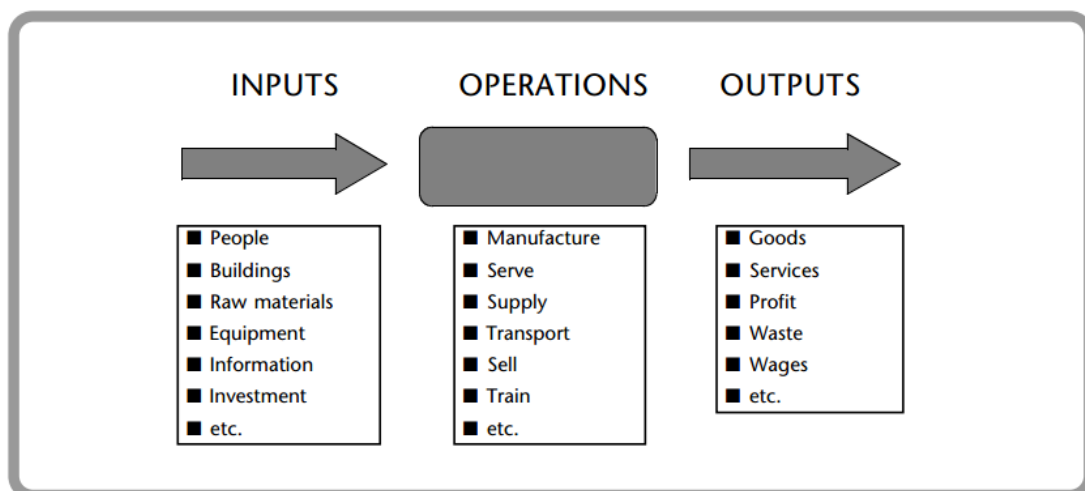 INPUTS
OPERATIONS
OUTPUTS
■ People
■ Buildings
■ Raw materials
■ Equipment
■ Information
■ Investment
■ etc.
■ Manufacture
■ Serve
■ Supply
■ Transport
■ Sell
■ Train
■ etc.
■ Goods
■ Services
■ Profit
■ Waste
■ Wages
■ etc.